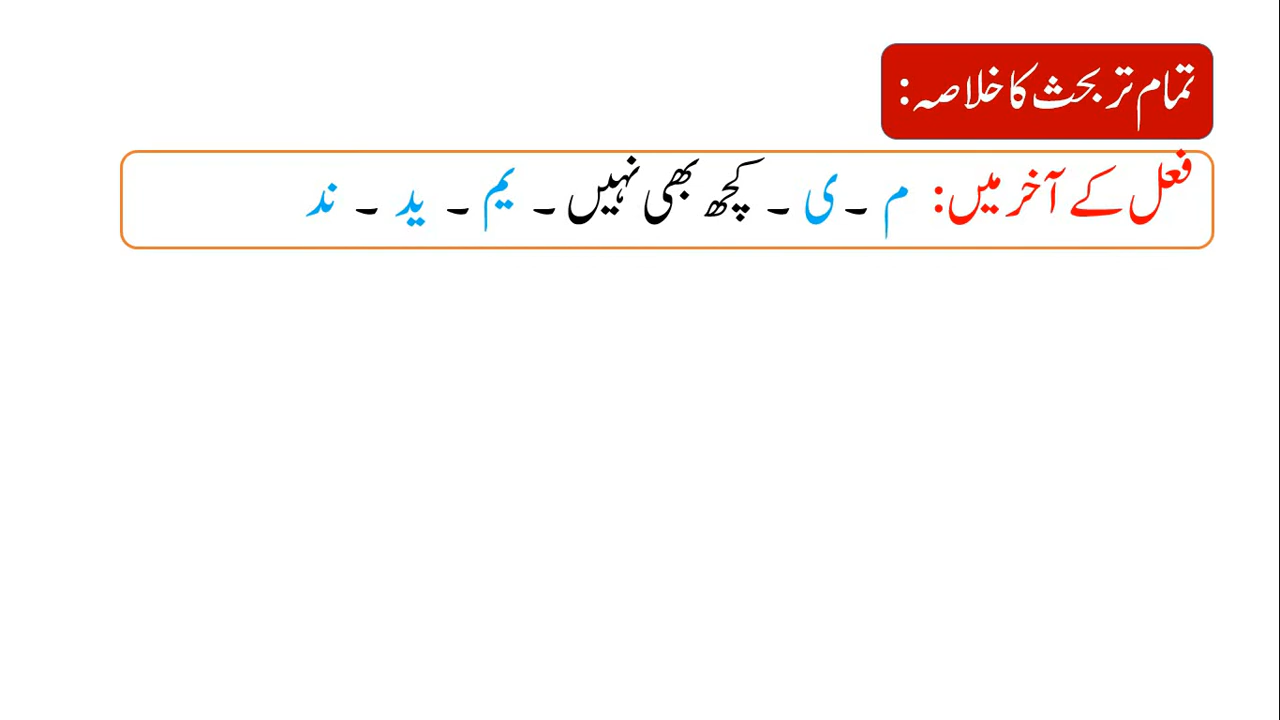 تمام تر بحث کا خلاصہ:
فعل کے آخر میں: م ۔ ی ۔ کچھ بھی نہیں ۔ یم ۔ ید ۔ ند